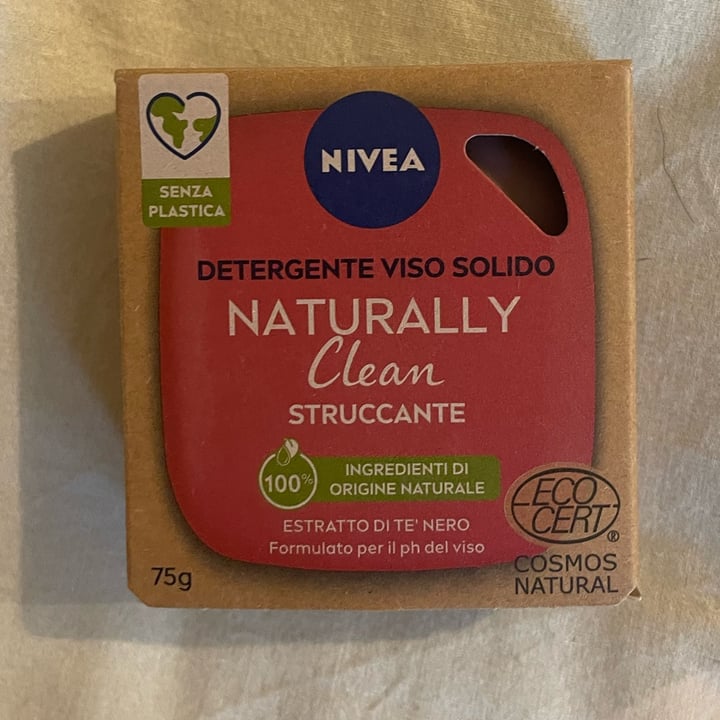 SENZA
PLASTICA
NIVEA
DETERGENTE VISO SOLIDO
NATURALLY
Clean
STRUCCANTE
100%
INGREDIENTI DI
ORIGINE NATURALE
ESTRATTO DI TE' NERO
Formulato per il ph del viso
75g
ECO
CERT®
COSMOS
NATURAL